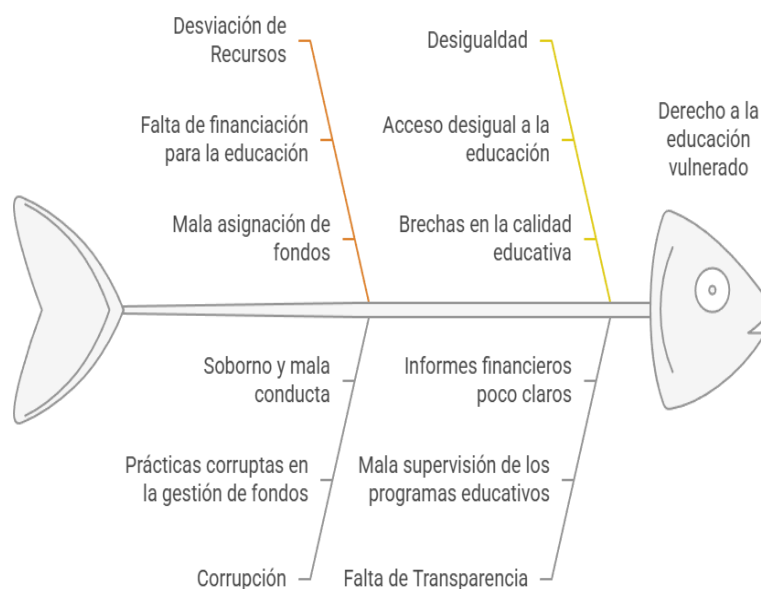 Desviación de
Recursos
Falta de financiación
para la educación
Mala asignación de
fondos
Desigualdad
Acceso desigual a la
educación
Brechas en la calidad
educativa
Derecho a la
educación
vulnerado
Soborno y mala
conducta
Prácticas corruptas en
la gestión de fondos
Corrupción
Informes financieros
poco claros
Mala supervisión de los
programas educativos
Falta de Transparencia